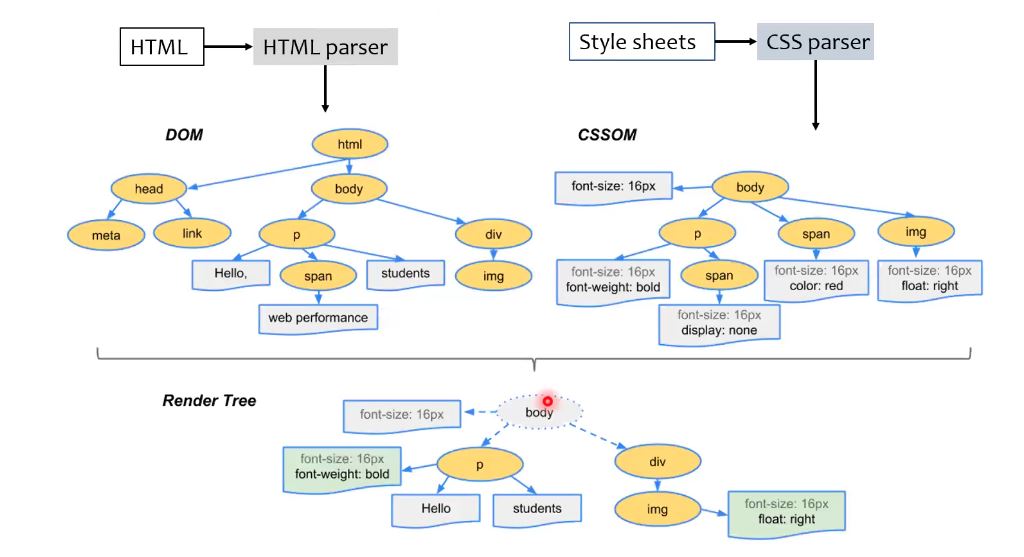 HTML
HTML parser
Style sheets
CSS parser
DOM
CSSOM
html
head
body
meta
link
p
div
Hello,
span
students
img
web performance
font-size: 16px
body
p
span
img
font-size: 16px
font-weight: bold
span
font-size: 16px
color: red
font-size: 16px
float: right
font-size: 16px
display: none
Render Tree
font-size: 16px
body
font-size: 16px
font-weight: bold
p
div
Hello
students
img
font-size: 16px
float: right